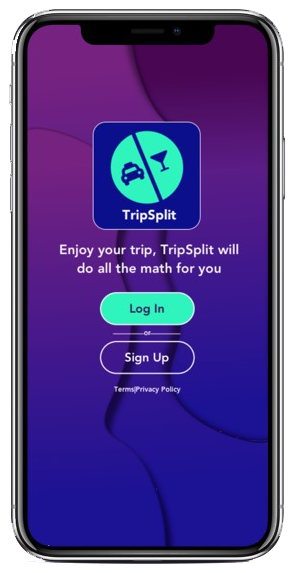 TripSplit
Enjoy your trip, TripSplit will
do all the math for you
Log In
or
Sign Up
Terms|Privacy Policy